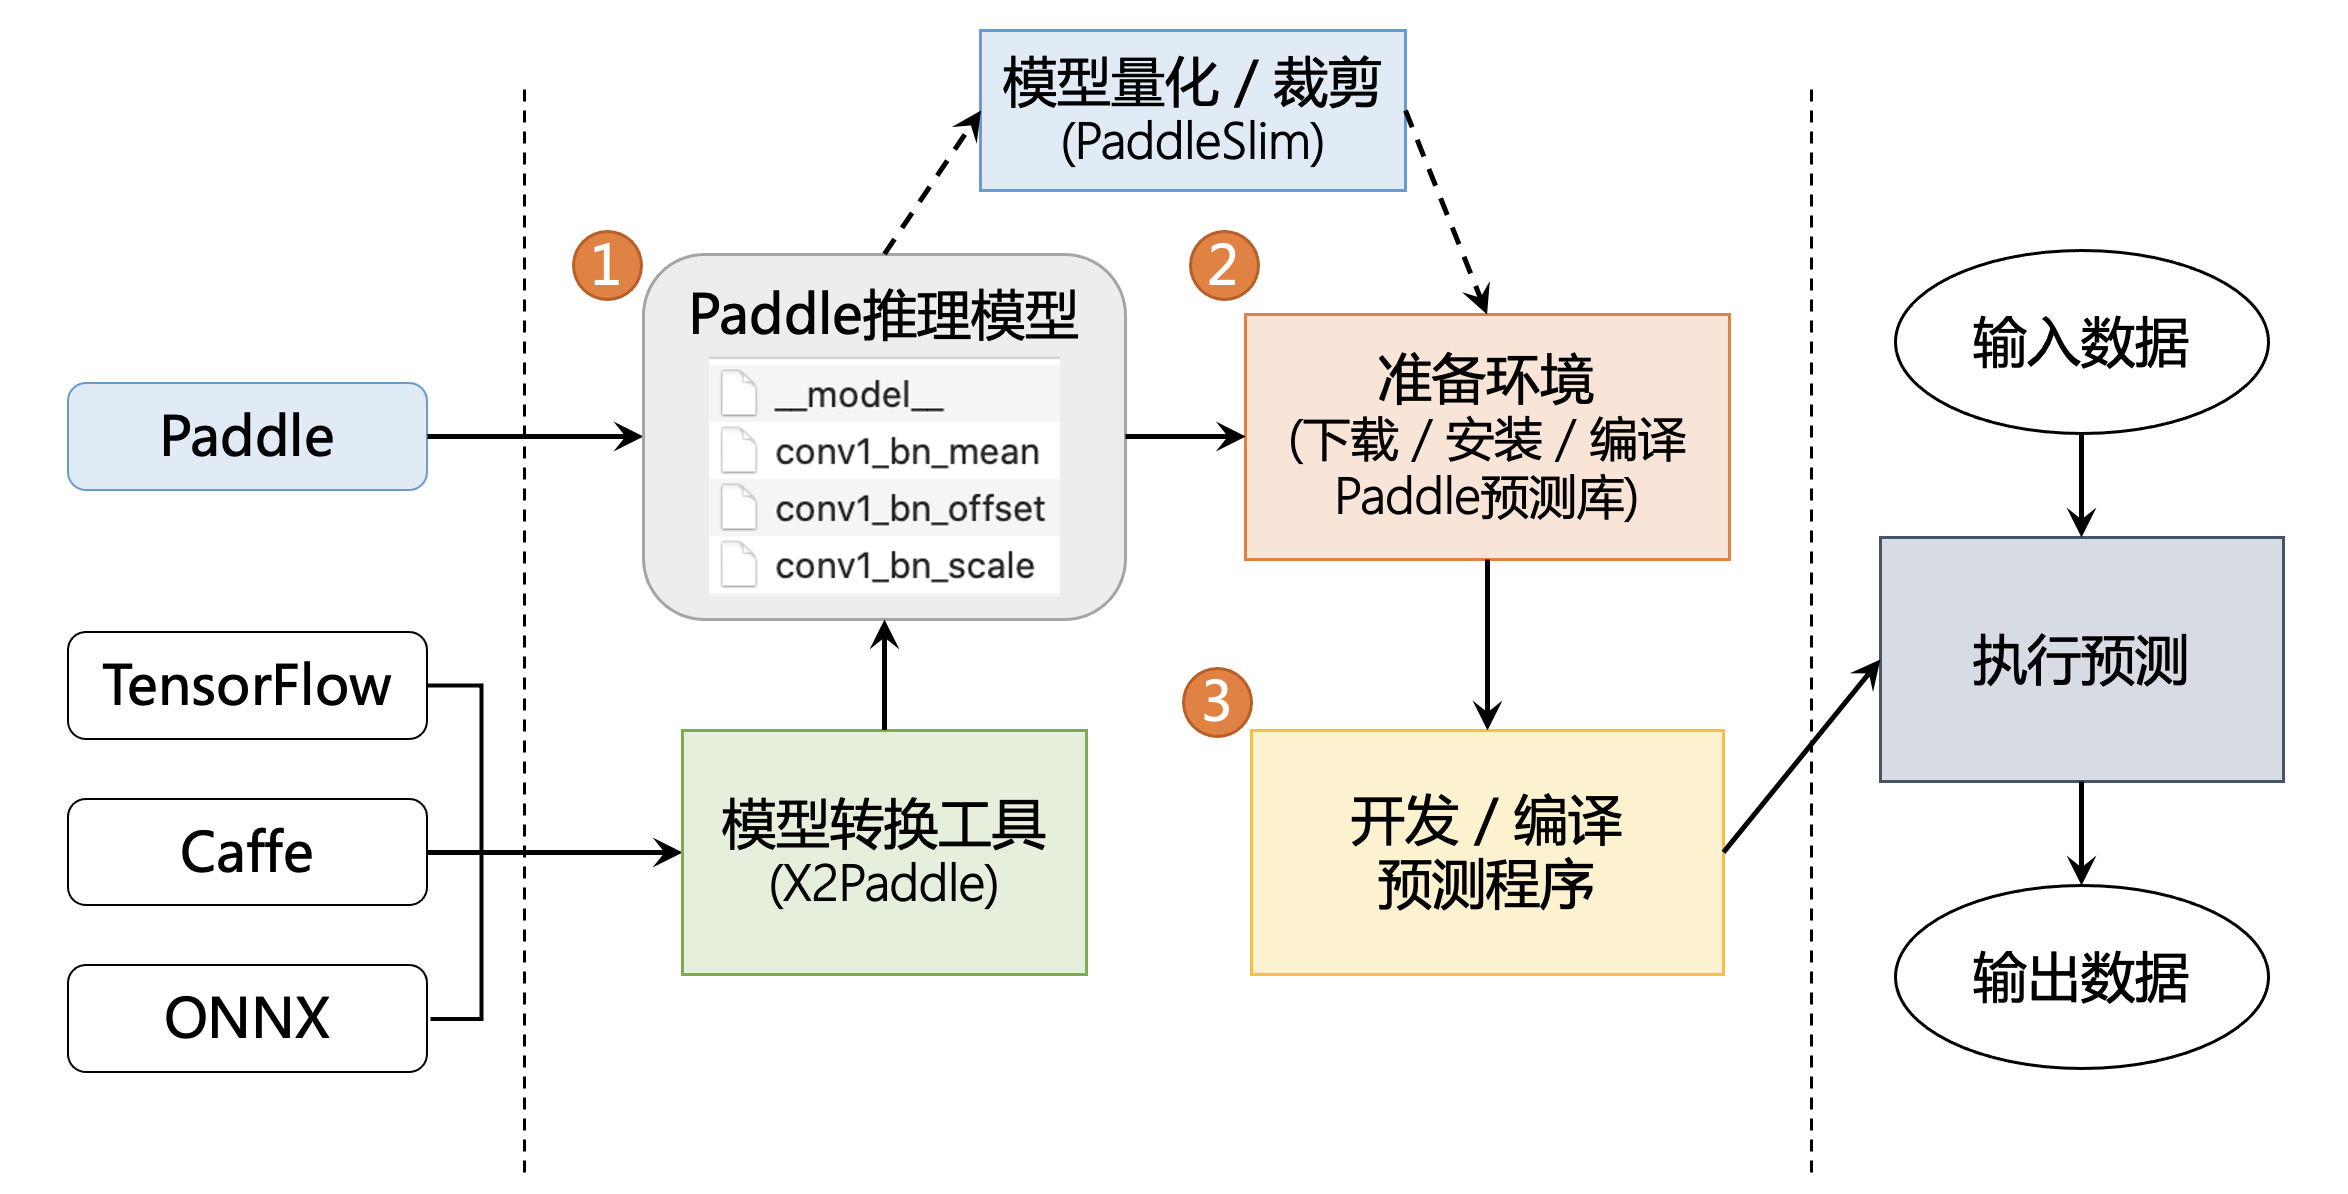 模型量化 / 裁剪
(PaddleSlim)
1
Paddle推理模型
__model__
conv1_bn_mean
conv1_bn_offset
conv1_bn_scale
2
准备环境
(下载 / 安装 / 编译
Paddle预测库)
Paddle
TensorFlow
Caffe
ONNX
模型转换工具
(X2Paddle)
3
开发 / 编译
预测程序
输入数据
执行预测
输出数据